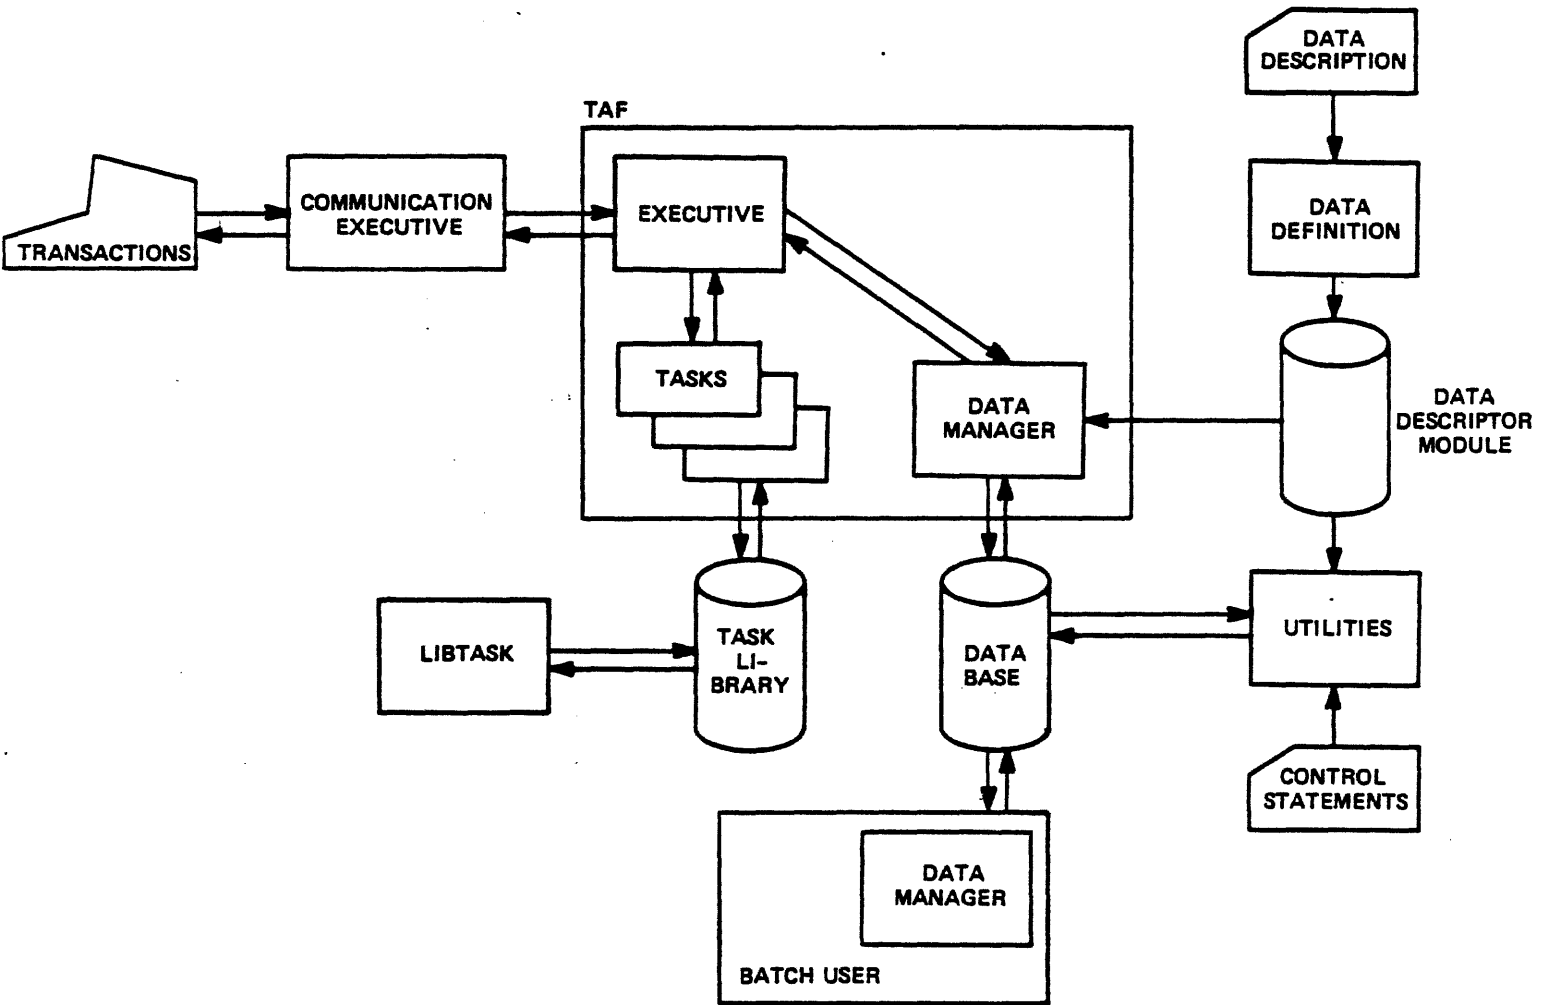 DATA
DESCRIPTION
TAF
TRANSACTIONS
COMMUNICATION
EXECUTIVE
EXECUTIVE
DATA
DEFINITION
TASKS
DATA
MANAGER
DATA
DESCRIPTOR
MODULE
LIBTASK
TASK
LI-
BRARY
DATA
BASE
UTILITIES
CONTROL
STATEMENTS
DATA
MANAGER
BATCH USER